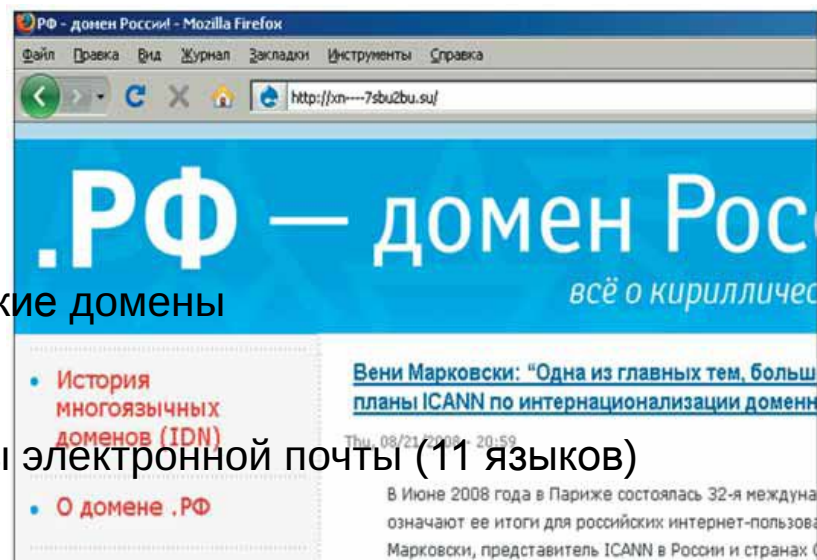 РФ - домен России! - Mozilla Firefox
Файл Правка Вид Журнал Закладки Инструменты Справка
http://xn----7sbu2bu.su/
.РФ — домен Рос
всё о кирилличес
кие домены
• История
многоязычных
доменов (IDN)
• О домене .РФ
Вени Марковски: "Одна из главных тем, больш
планы ICANN по интернационализации доменн
Thu, 08/21/2008 - 20:59
ы электронной почты (11 языков)
В Июне 2008 года в Париже состоялась 32-я междуна
означают ее итоги для российских интернет-пользова
Марковски, представитель ICANN в России и странах